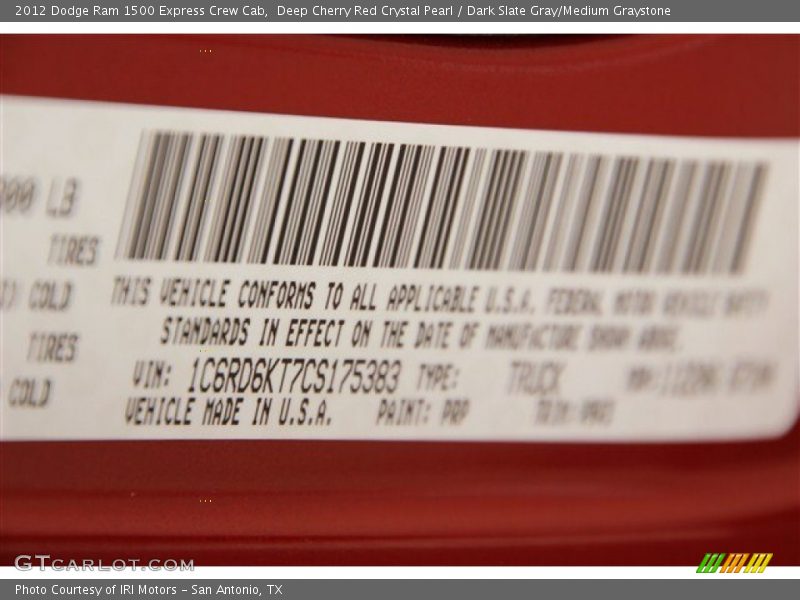 2012 Dodge Ram 1500 Express Crew Cab,  Deep Cherry Red Crystal Pearl / Dark Slate Gray/Medium Graystone
LB
TIRES
COLD
TIRES
COLD
THIS VEHICLE CONFORMS TO ALL APPLICABLE U.S.A. FEDERAL MOTOR VEHICLE
STANDARDS IN EFFECT ON THE DATE OF MANUFACTURE SHOWN ABOVE.
VIN: 1C6RD6KT7CS175383 TYPE: TRUCK
VEHICLE MADE IN U.S.A. PAINT: PRP
GTCARLOT.COM
Photo Courtesy of IRI Motors – San Antonio, TX